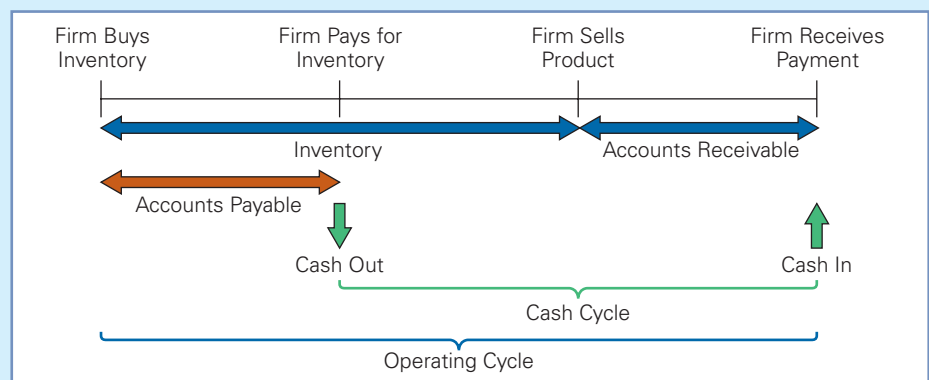 Firm Buys
Inventory
Firm Pays for
Inventory
Firm Sells
Product
Firm Receives
Payment
Inventory
Accounts Receivable
Accounts Payable
Cash Out
Cash In
Cash Cycle
Operating Cycle